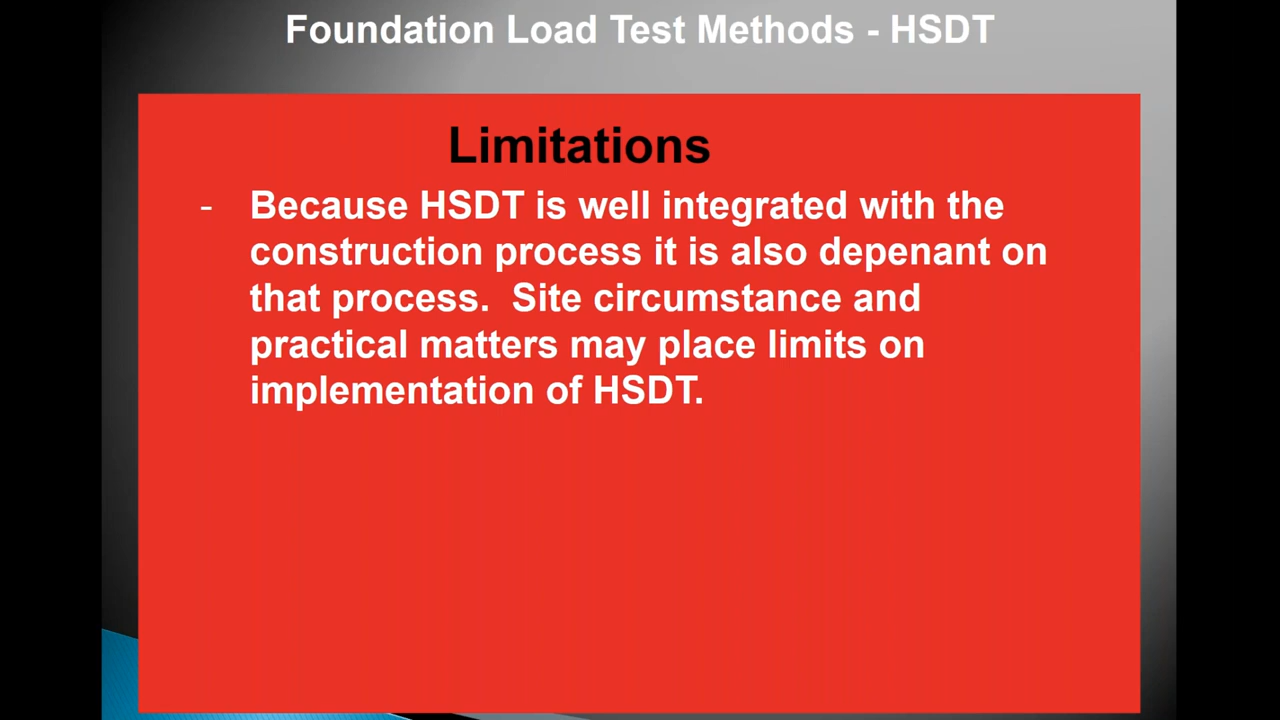 Foundation Load Test Methods - HSDT
Limitations
- Because HSDT is well integrated with the
construction process it is also depenant on
that process.  Site circumstance and
practical matters may place limits on
implementation of HSDT.